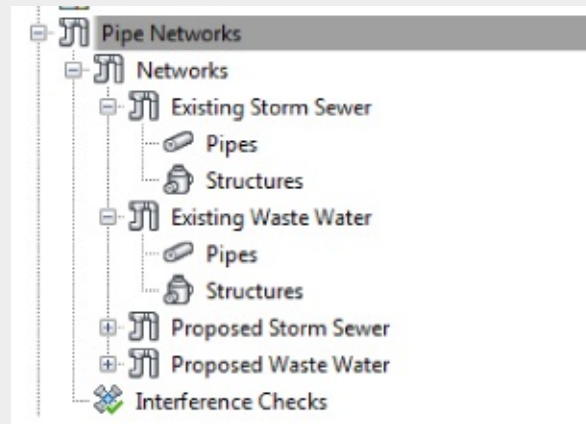 Pipe Networks
Networks
Existing Storm Sewer
Pipes
Structures
Existing Waste Water
Pipes
Structures
Proposed Storm Sewer
Proposed Waste Water
Interference Checks